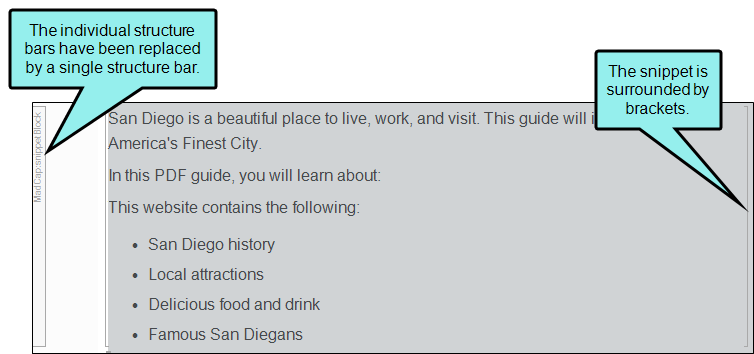 The individual structure
bars have been replaced
by a single structure bar.
The snippet is
surrounded by
brackets.
MadCap:snippetBlock
San Diego is a beautiful place to live, work, and visit. This guide will
America's Finest City.
In this PDF guide, you will learn about:
This website contains the following:
• San Diego history
• Local attractions
• Delicious food and drink
• Famous San Diegans